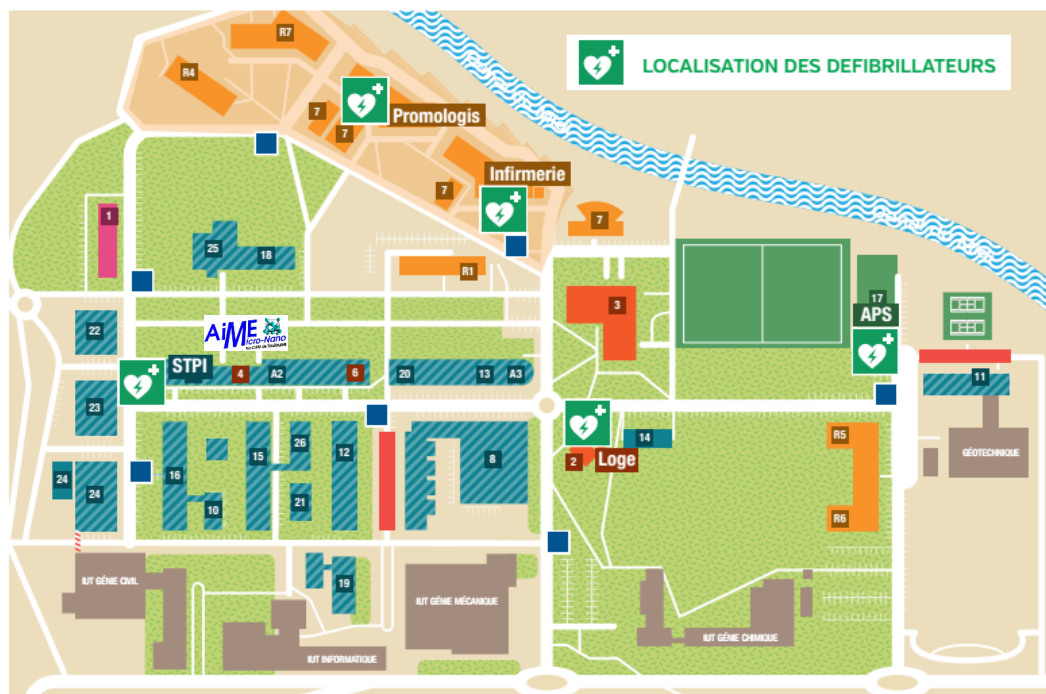 R7
LOCALISATION DES DEFIBRILLATEURS
R4
7
Promologis
7
Infirmerie
7
1
7
25
18
R1
17
3
APS
22
AiME
icro-Nano
STPI
4
A2
6
20
13
A3
11
23
R5
26
14
GÉOTECHNIQUE
15
12
8
2
Loge
16
24
24
21
10
R6
IUT GÉNIE CIVIL
19
IUT GÉNIE MÉCANIQUE
IUT GÉNIE CHIMIQUE
IUT INFORMATIQUE